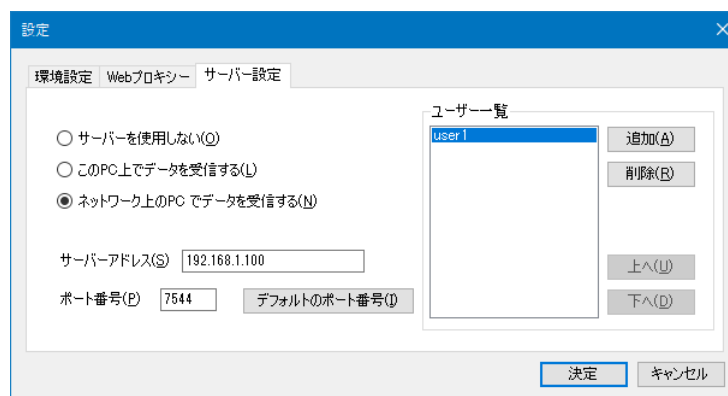 設定
環境設定 Webプロキシー サーバー設定
サーバーを使用しない(O)
このPC上でデータを受信する(L)
ネットワーク上のPC でデータを受信する(N)
サーバーアドレス(S) 192.168.1.100
ポート番号(P) 7544 デフォルトのポート番号(I)
ユーザー一覧
user1
追加(A)
削除(R)
上へ(U)
下へ(D)
決定 キャンセル